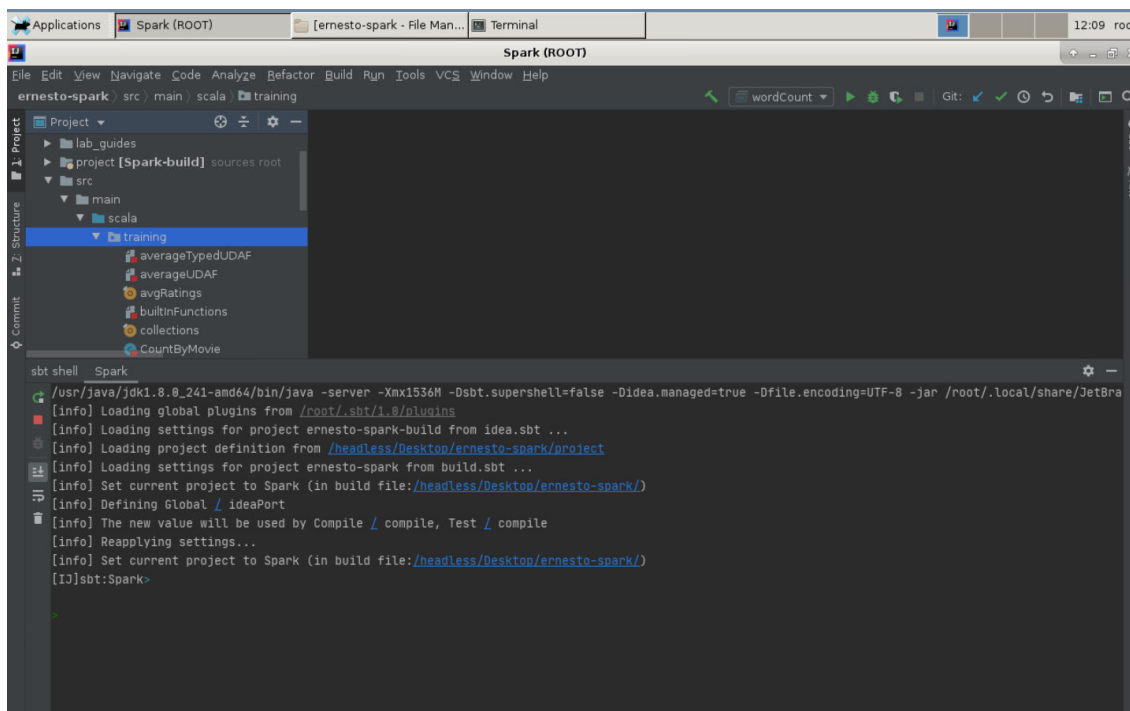 Applications Spark (ROOT) [ernesto-spark - File Man... Terminal 12:09
Spark (ROOT)
File Edit View Navigate Code Analyze Refactor Build Run Tools VCS Window Help
ernesto-spark src main scala training wordCount Git:
1: Project
Project
lab_guides
project [Spark-build] sources root
src
main
scala
training
averageTypedUDAF
averageUDAF
avgRatings
builtInFunctions
collections
CountByMovie
Z: Structure
Commit
sbt shell Spark
/usr/java/jdk1.8.0_241-amd64/bin/java -server -Xmx1536M -Dsbt.supershell=false -Didea.managed=true -Dfile.encoding=UTF-8 -jar /root/.local/share/JetBra
[info] Loading global plugins from /root/.sbt/1.0/plugins
[info] Loading settings for project ernesto-spark-build from idea.sbt ...
[info] Loading project definition from /headless/Desktop/ernesto-spark/project
[info] Loading settings for project ernesto-spark from build.sbt ...
[info] Set current project to Spark (in build file:/headless/Desktop/ernesto-spark/)
[info] Defining Global / ideaPort
[info] The new value will be used by Compile / compile, Test / compile
[info] Reapplying settings...
[info] Set current project to Spark (in build file:/headless/Desktop/ernesto-spark/)
[IJ]sbt:Spark>
>